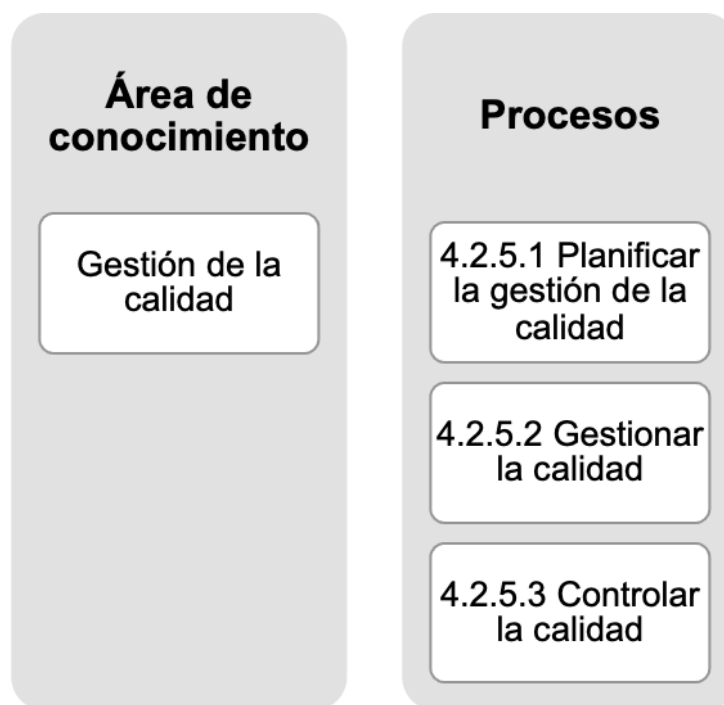 Área de
conocimiento
Gestión de la
calidad
Procesos
4.2.5.1 Planificar
la gestión de la
calidad
4.2.5.2 Gestionar
la calidad
4.2.5.3 Controlar
la calidad